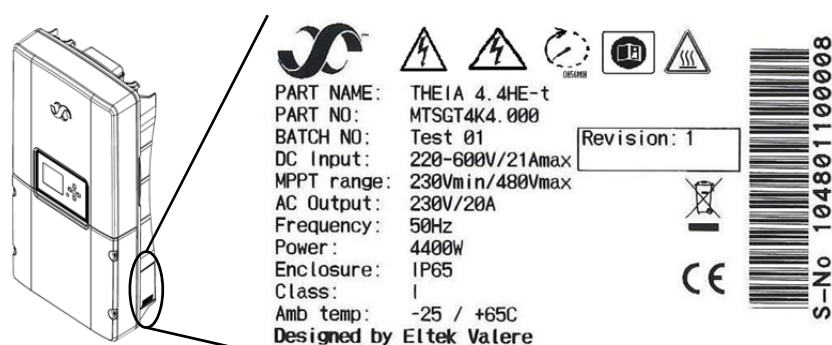 ™
0H56MIN
PART NAME: THEIA 4.4HE-t
PART NO: MTSGT4K4.000
BATCH NO: Test 01
Revision: 1
DC Input: 220-600V/21Amax
MPPT range: 230Vmin/480Vmax
AC Output: 230V/20A
Frequency: 50Hz
Power: 4400W
Enclosure: IP65
Class: I
Amb temp: -25 / +65C
Designed by Eltek Valere
CE
S-No 104801100008